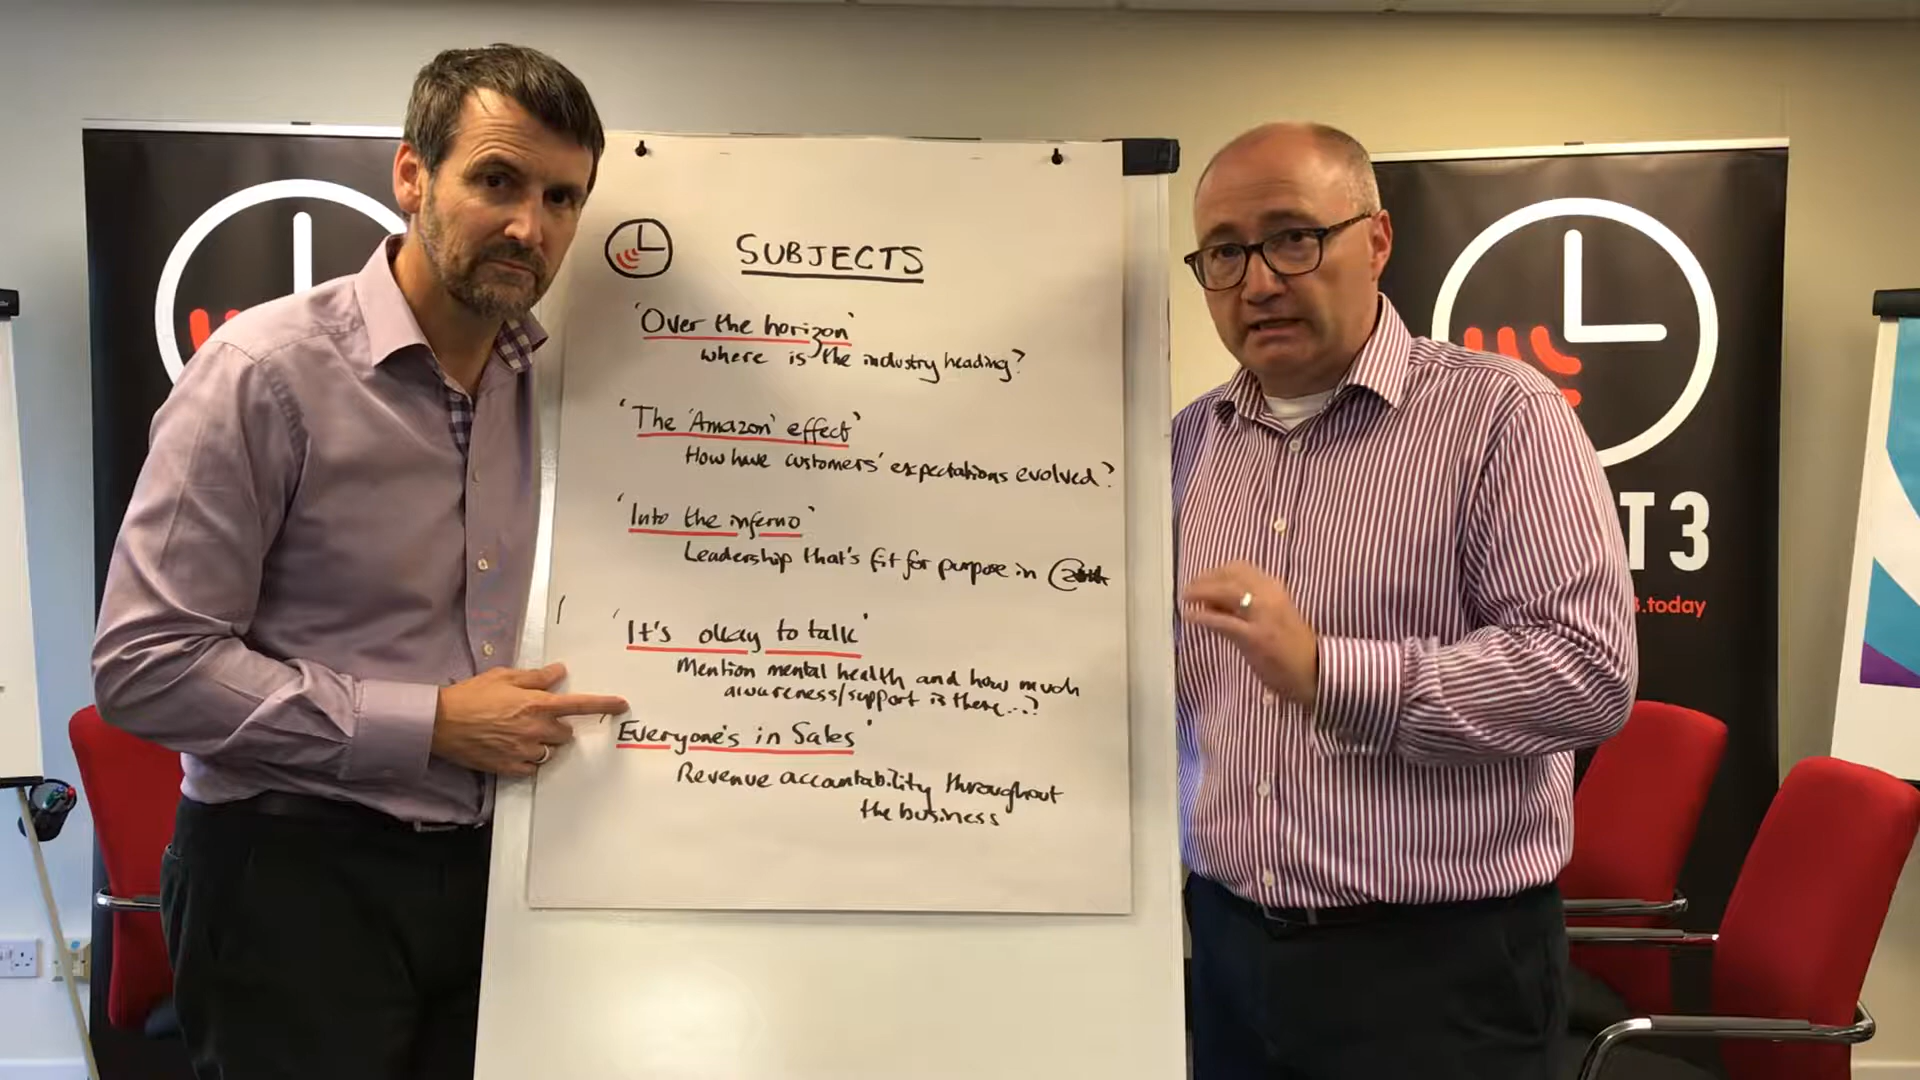 SUBJECTS
'Over the horizon'
where is the industry heading?
'The 'Amazon' effect'
How have customers' expectations evolved?
'Into the inferno'
Leadership that's fit for purpose in
'It's okay to talk'
Mention mental health and how much
awareness/support is there...?
'Everyone's in Sales'
Revenue accountability throughout
the business
T 3
.today